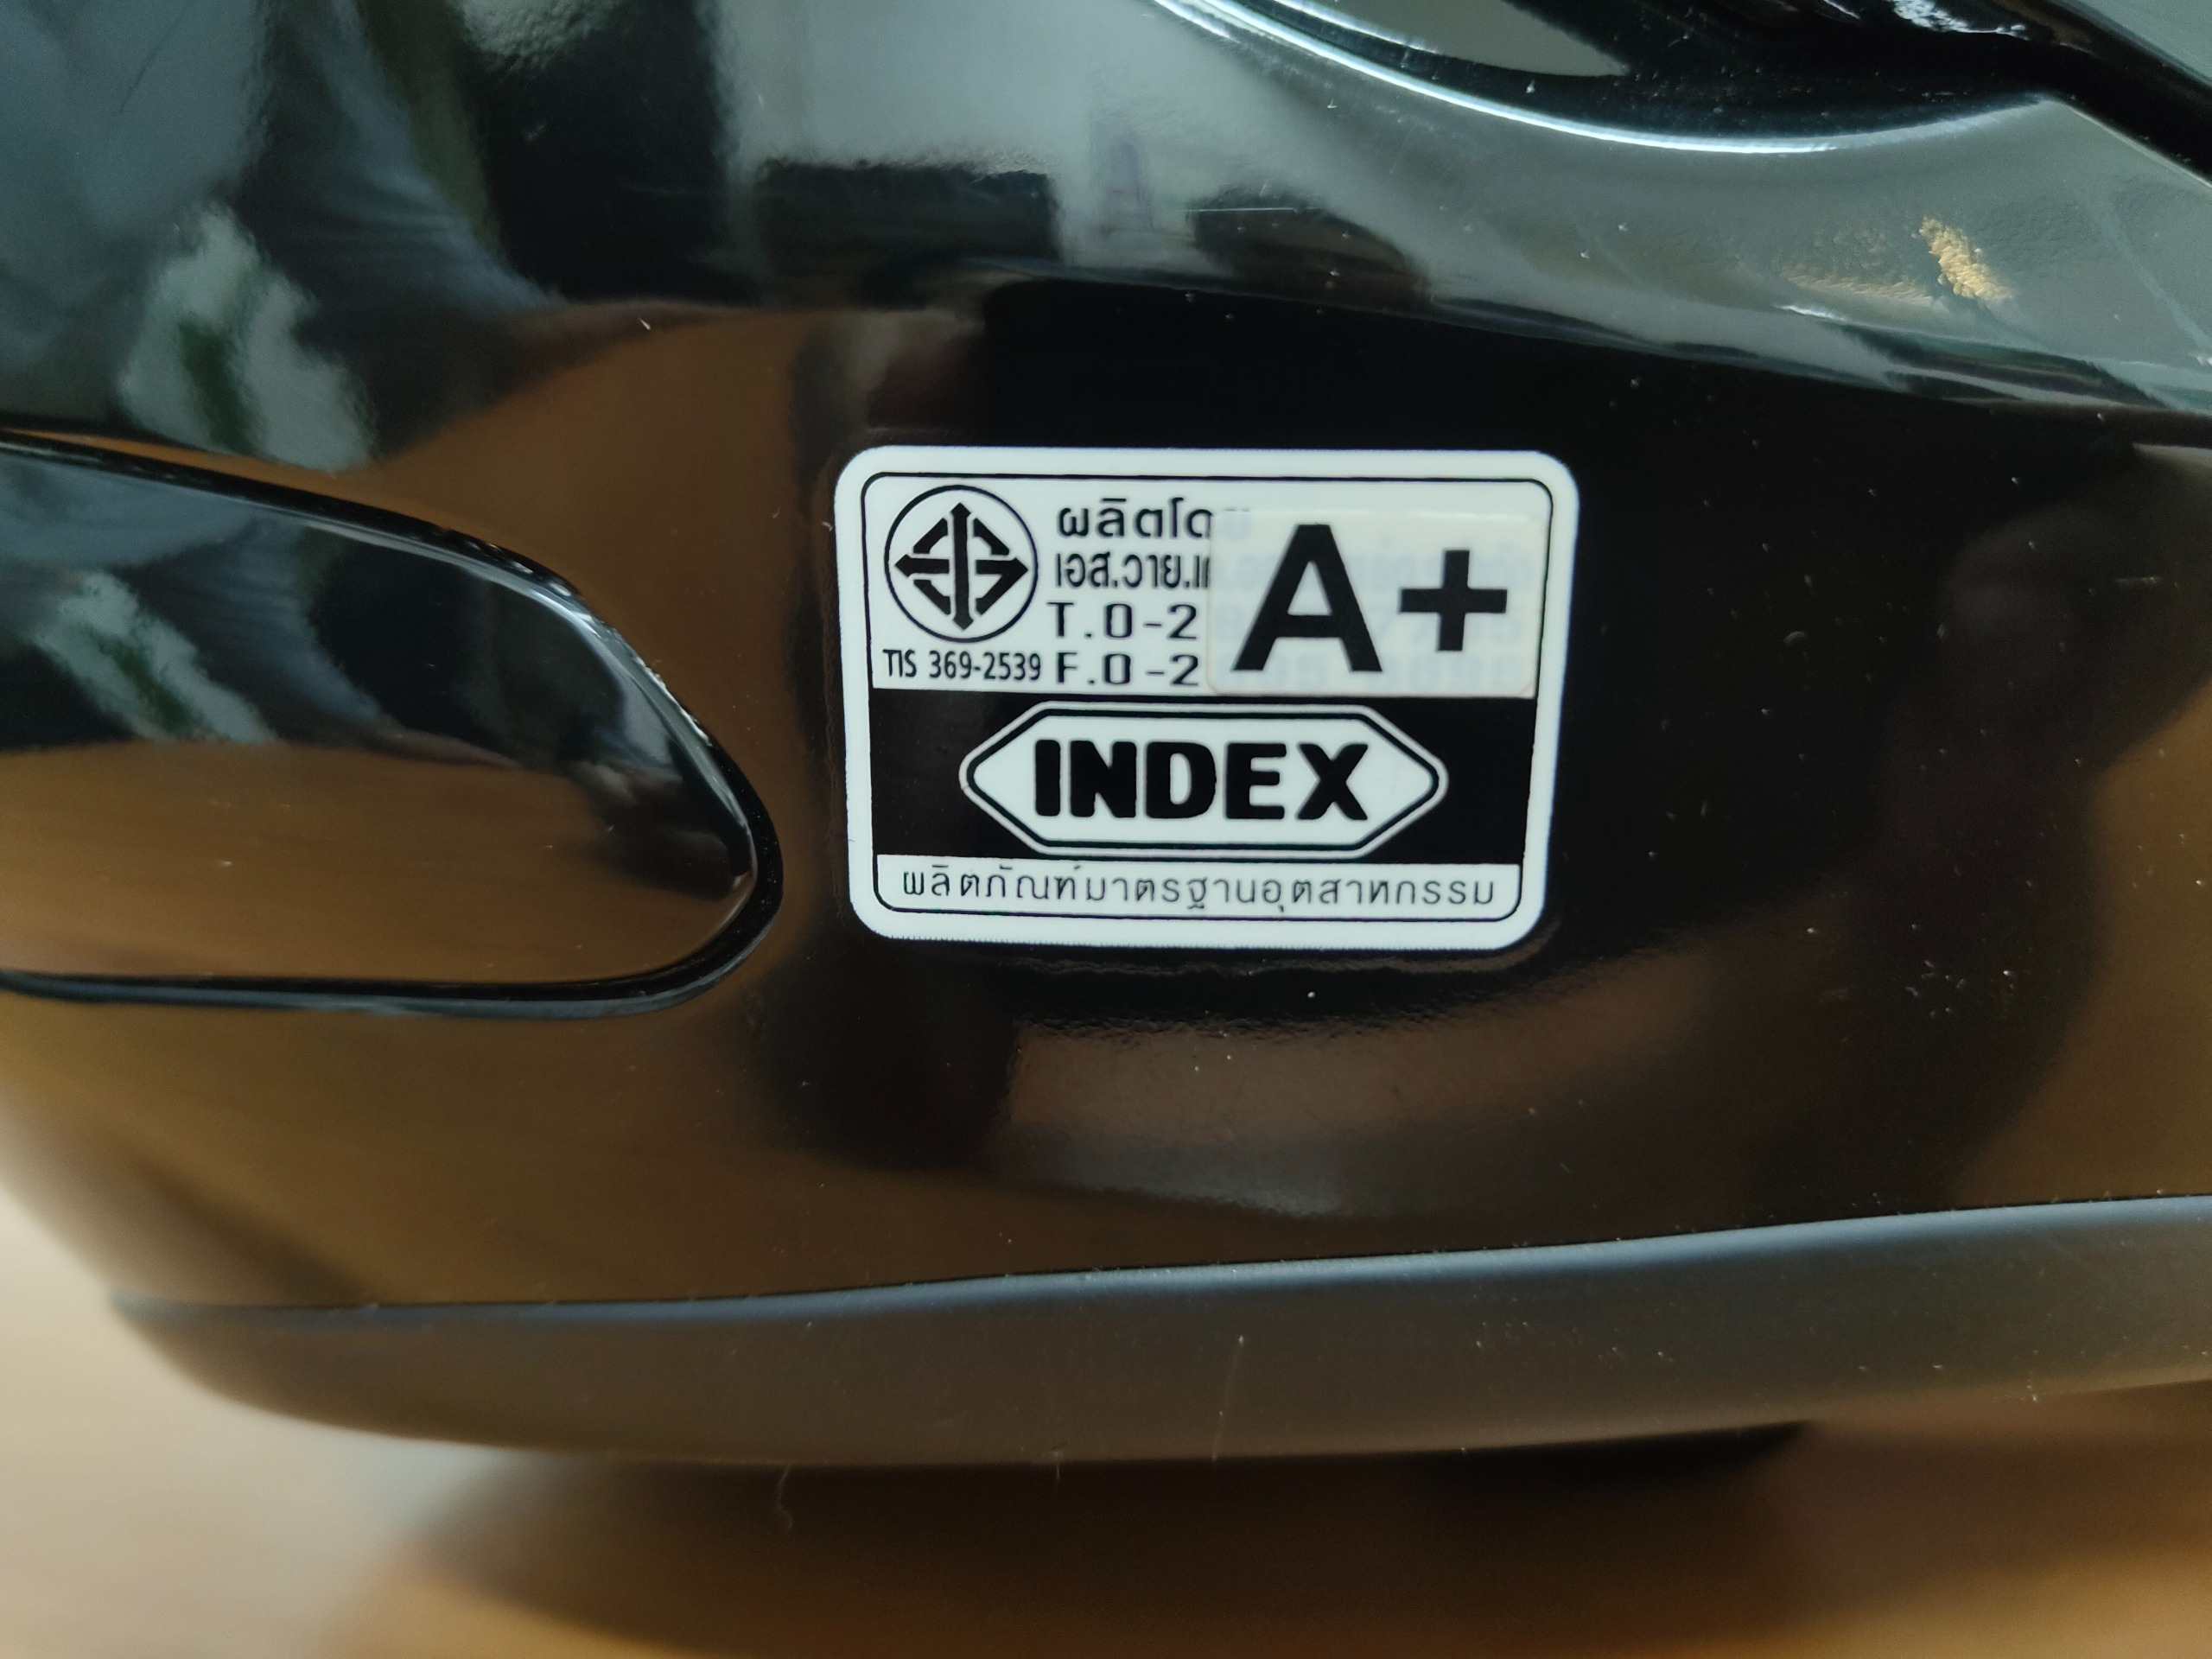 ผลิตโดย
เอส.วาย.เค
T.0-2
F.0-2
A+
TIS 369-2539
INDEX
ผลิตภัณฑ์มาตรฐานอุตสาหกรรม